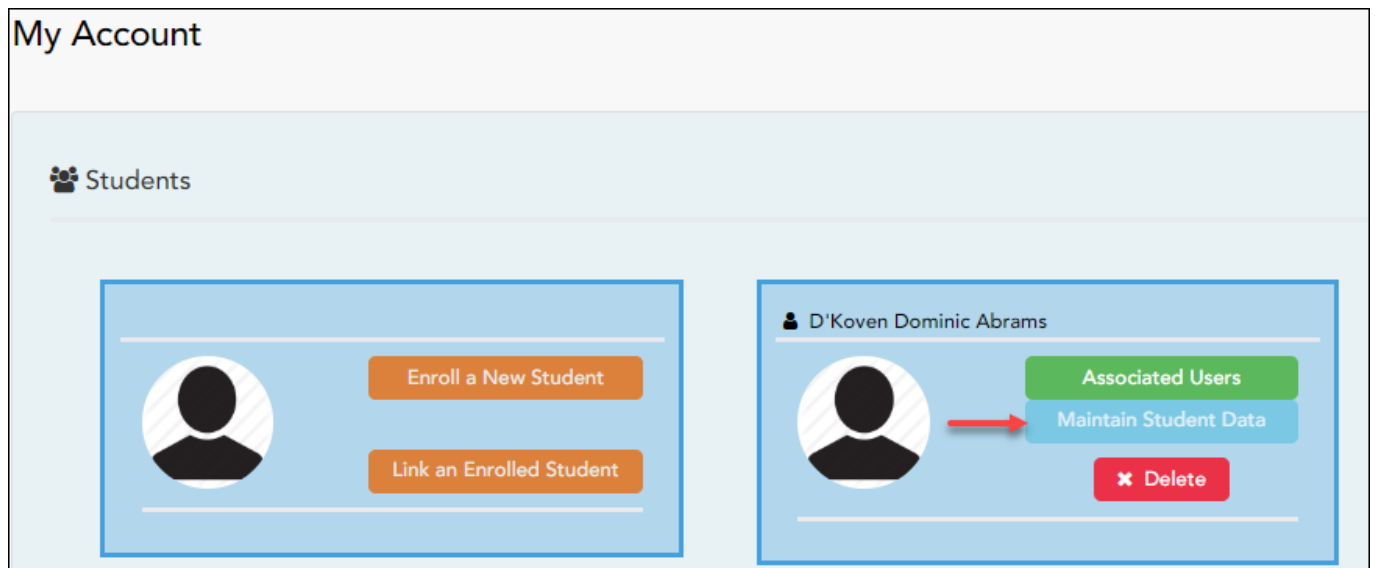 My Account
Students
Enroll a New Student
Link an Enrolled Student
D'Koven Dominic Abrams
Associated Users
Maintain Student Data
Delete